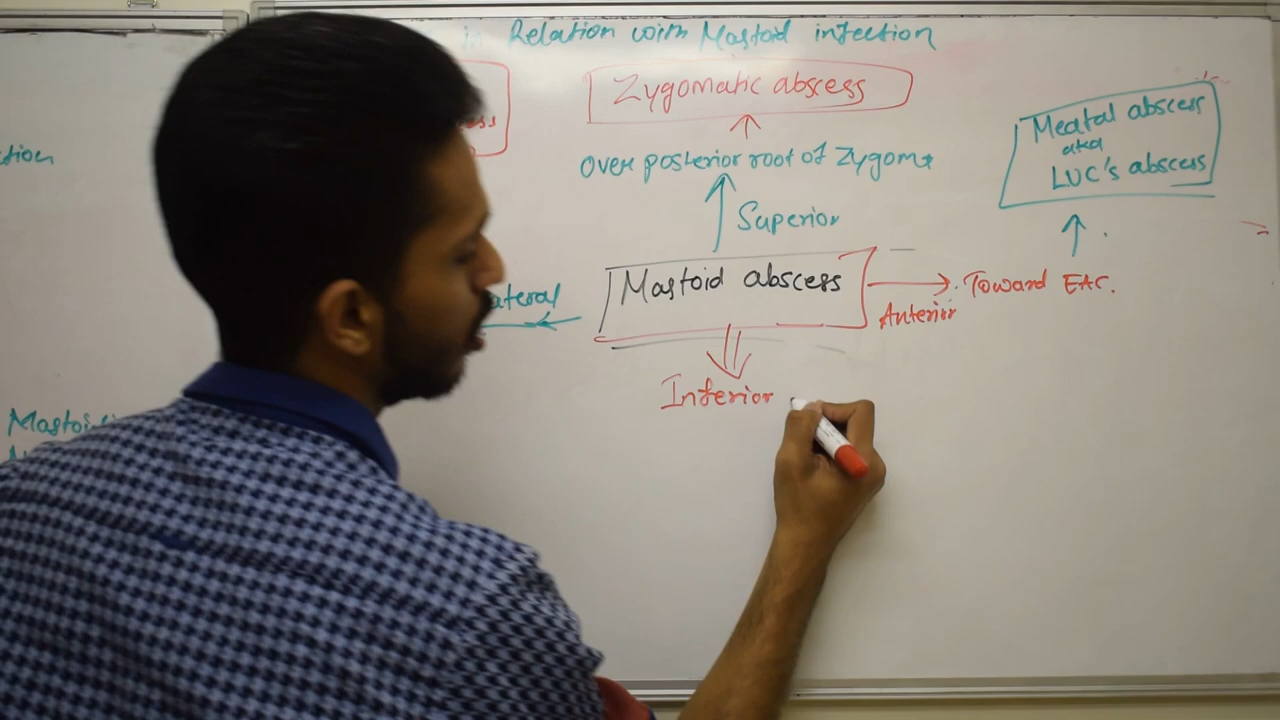 in Relation with Mastoid infection
Zygomatic abscess
Over posterior root of Zygoma
Superior
Meatal abscess
aka
LUC's abscess
Mastoid abscess
Toward EAC.
Anterior
Inferior